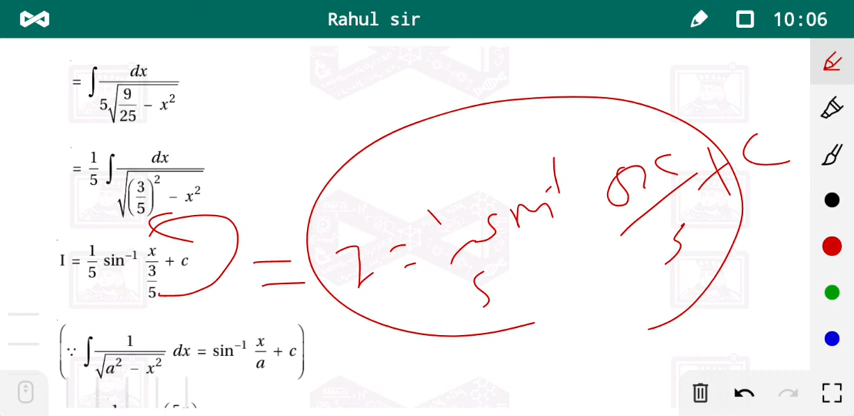 Rahul sir
10:06
= ∫ dx / 5√(9/25 − x²)
= 1/5 ∫ dx / √((3/5)² − x²)
I = 1/5 sin⁻¹ x / (3/5) + c
= I = 1/5 sin⁻¹ 5x/3 + c
(∵ ∫ 1/√(a² − x²) dx = sin⁻¹ x/a + c)